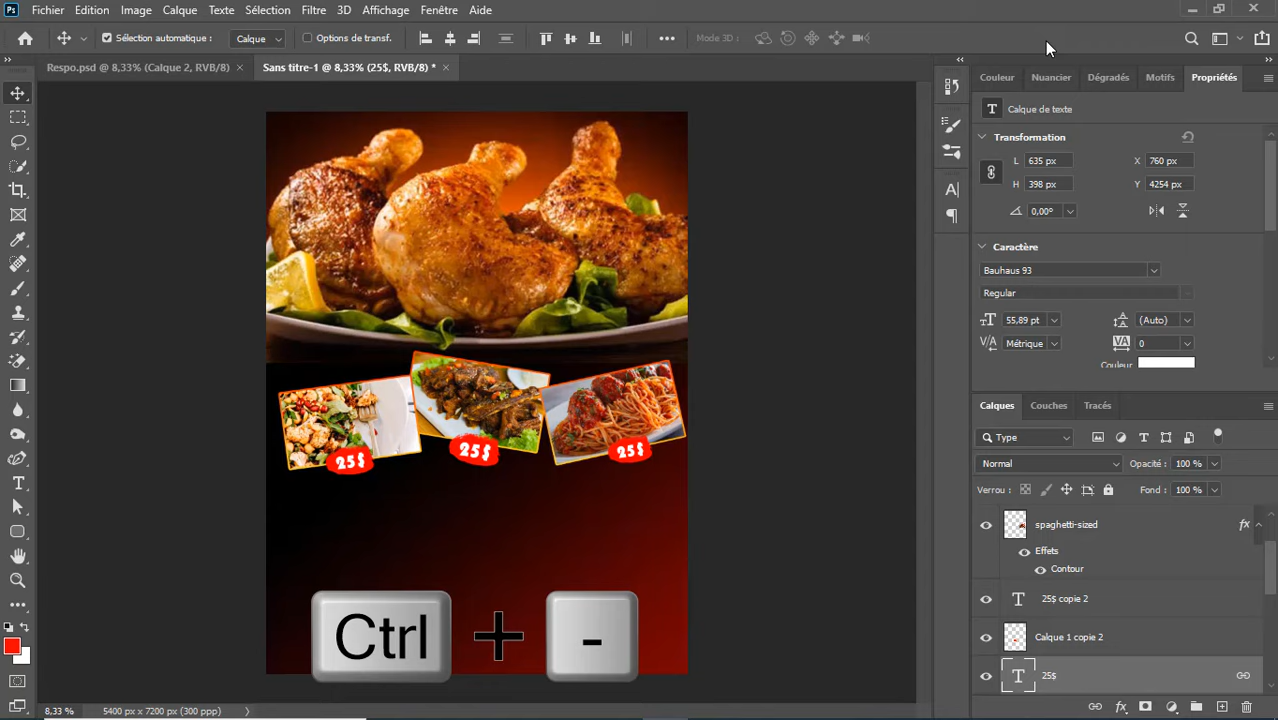 Ps Fichier Edition Image Calque Texte Sélection Filtre 3D Affichage Fenêtre Aide
Sélection automatique : Calque Options de transf. Mode 3D :
Respo.psd @ 8,33% (Calque 2, RVB/8) × Sans titre-1 @ 8,33% (25$, RVB/8) * ×
Couleur Nuancier Dégradés Motifs Propriétés
T Calque de texte
Transformation
L 635 px X 760 px
H 398 px Y 4254 px
0,00°
Caractère
Bauhaus 93
Regular
55,89 pt (Auto)
Métrique 0
Couleur
25$ 25$ 25$
Calques Couches Tracés
Type
Normal Opacité : 100 %
Verrou : Fond : 100 %
spaghetti-sized fx
Effets
Contour
T 25$ copie 2
Calque 1 copie 2
T 25$
Ctrl + -
8,33 % 5400 px x 7200 px (300 ppp)